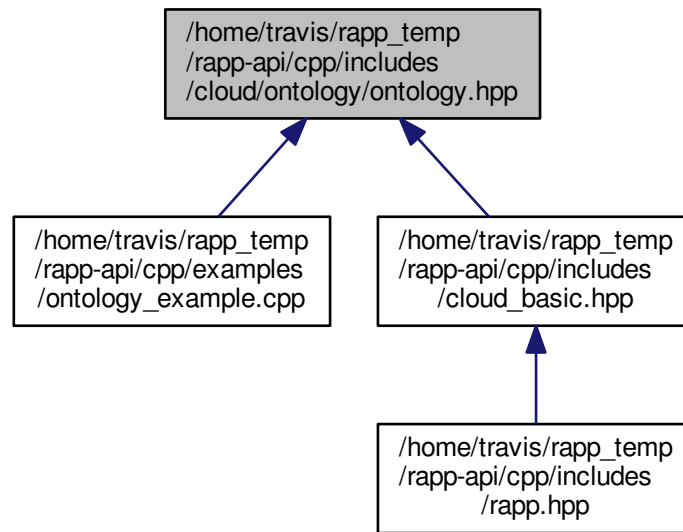 /home/travis/rapp_temp
/rapp-api/cpp/includes
/cloud/ontology/ontology.hpp
/home/travis/rapp_temp
/rapp-api/cpp/examples
/ontology_example.cpp
/home/travis/rapp_temp
/rapp-api/cpp/includes
/cloud_basic.hpp
/home/travis/rapp_temp
/rapp-api/cpp/includes
/rapp.hpp